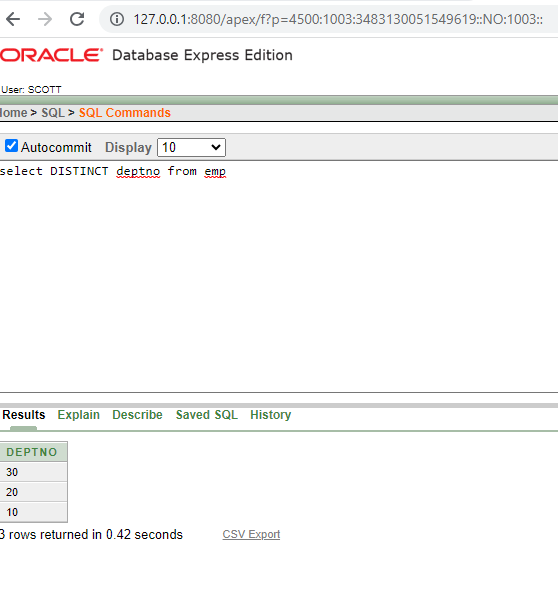 127.0.0.1:8080/apex/f?p=4500:1003:3483130051549619::NO:1003::
ORACLE® Database Express Edition
User: SCOTT
Home > SQL > SQL Commands
Autocommit Display 10
select DISTINCT deptno from emp
Results Explain Describe Saved SQL History
DEPTNO
30
20
10
3 rows returned in 0.42 seconds CSV Export